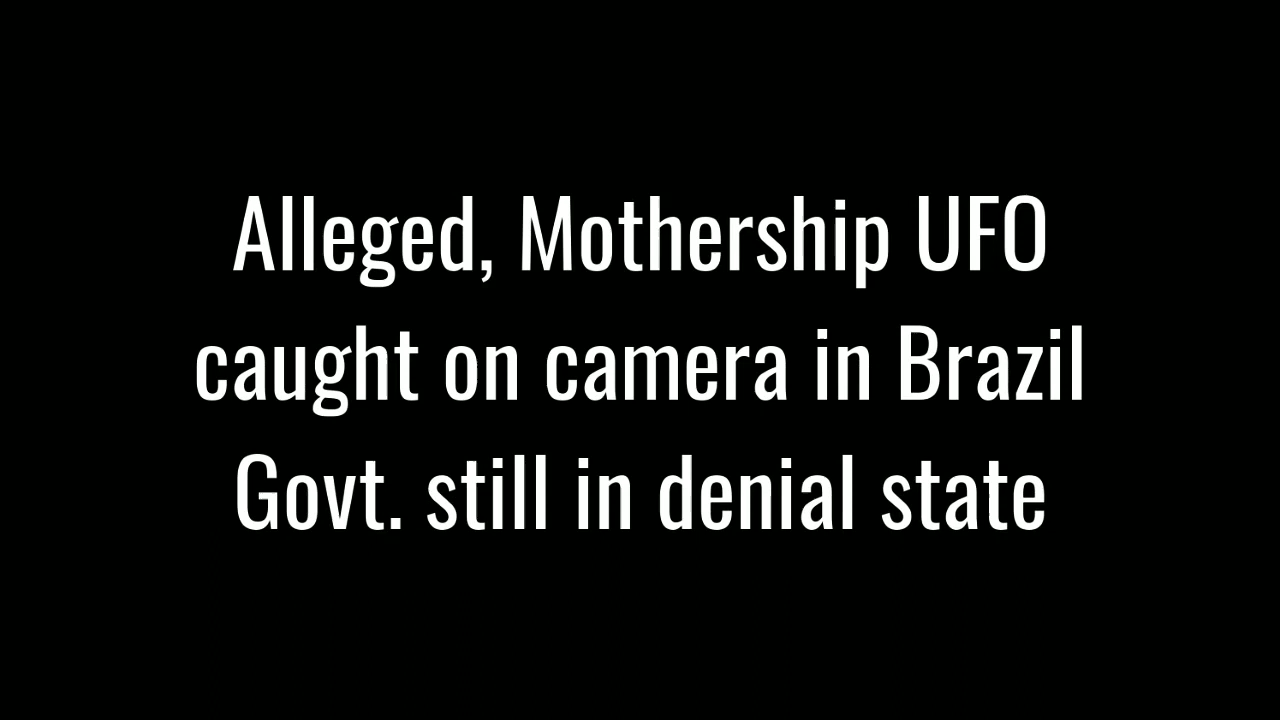 Alleged, Mothership UFO
caught on camera in Brazil
Govt. still in denial state